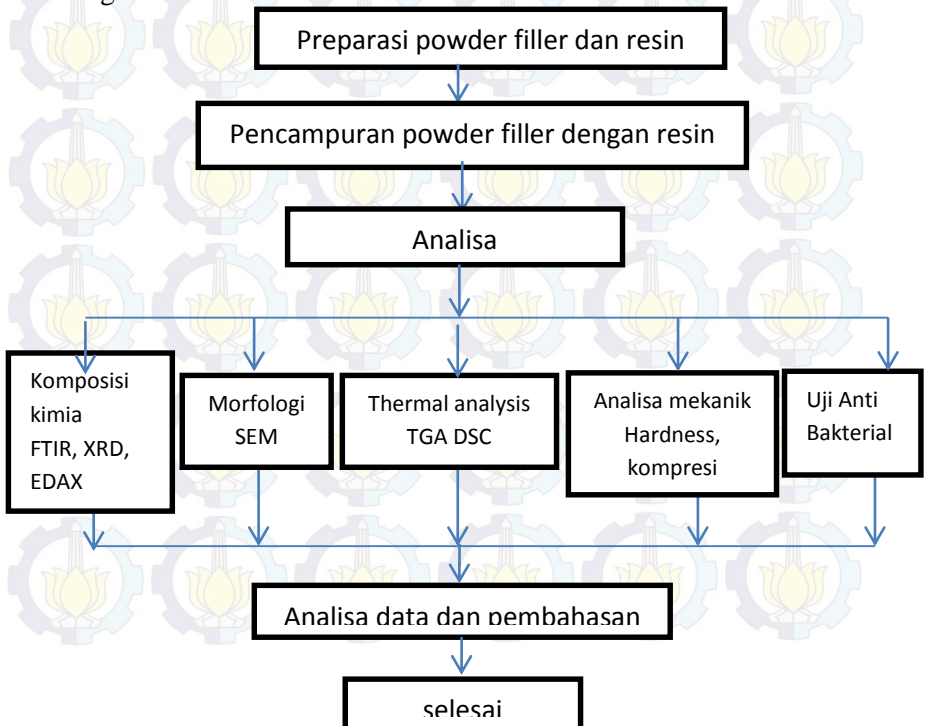 Preparasi powder filler dan resin
Pencampuran powder filler dengan resin
Analisa
Komposisi
kimia
FTIR, XRD,
EDAX
Morfologi
SEM
Thermal analysis
TGA DSC
Analisa mekanik
Hardness,
kompresi
Uji Anti
Bakterial
Analisa data dan pembahasan
selesai